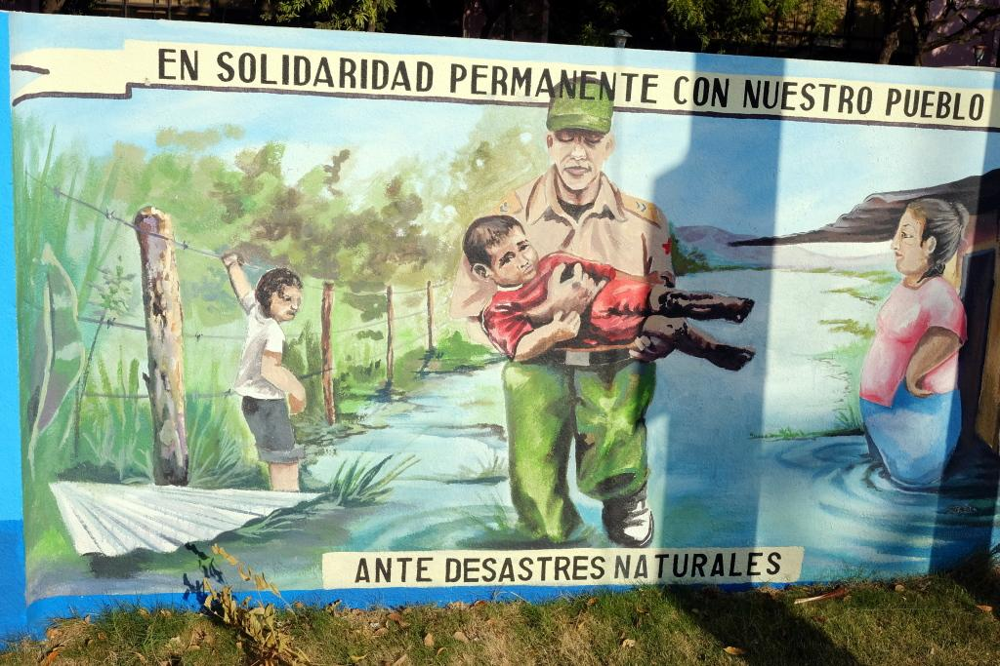 EN SOLIDARIDAD PERMANENTE CON NUESTRO PUEBLO
ANTE DESASTRES NATURALES